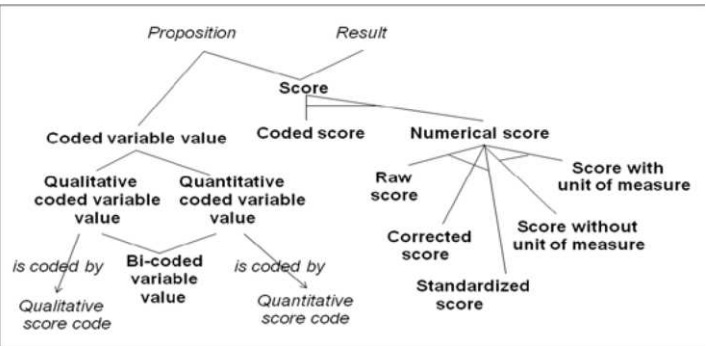 Proposition
Result
Score
Coded variable value
Coded score
Numerical score
Qualitative
coded variable
value
Quantitative
coded variable
value
Raw
score
Score with
unit of measure
Corrected
score
Score without
unit of measure
is coded by
Bi-coded
variable
value
is coded by
Standardized
score
Qualitative
score code
Quantitative
score code